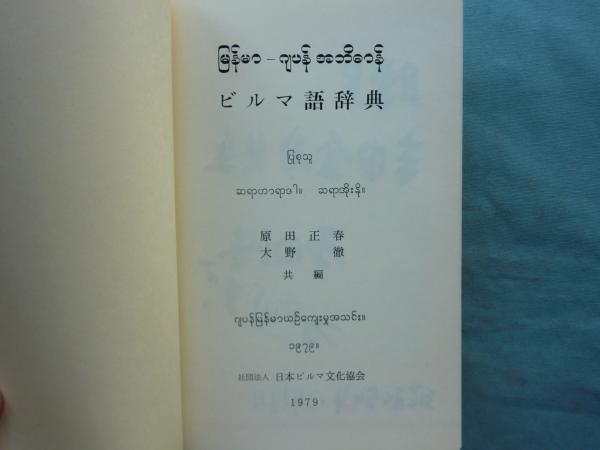 မြန်မာ – ဂျပန် အဘိဓာန်
ビルマ語辞典
ပြုစုသူ
ဆရာဟာရာဒါ။ ဆရာအိုးနို။
原田正春
大野徹
共編
ဂျပန်မြန်မာယဉ်ကျေးမှုအသင်း။
၁၉၇၉။
社団法人 日本ビルマ文化協会
1979